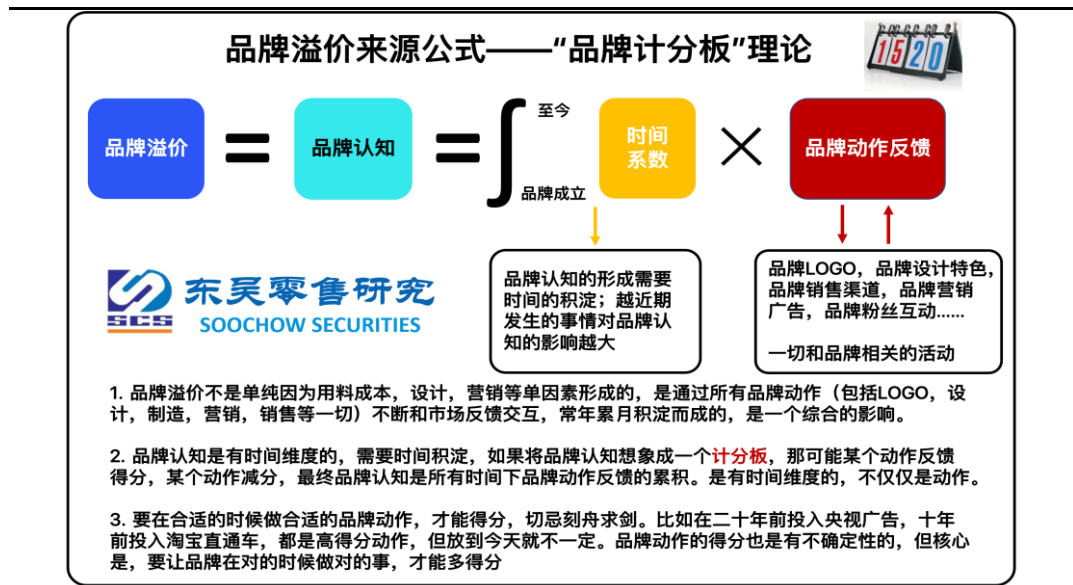 品牌溢价来源公式——“品牌计分板”理论
1 5 2 0
品牌溢价
=
品牌认知
=
∫
至今
品牌成立
时间
系数
×
品牌动作反馈
品牌认知的形成需要
时间的积淀；越近期
发生的事情对品牌认
知的影响越大
品牌LOGO，品牌设计特色，
品牌销售渠道，品牌营销
广告，品牌粉丝互动......
一切和品牌相关的活动
SCS
东吴零售研究
SOOCHOW SECURITIES
1. 品牌溢价不是单纯因为用料成本，设计，营销等单因素形成的，是通过所有品牌动作（包括LOGO，设
计，制造，营销，销售等一切）不断和市场反馈交互，常年累月积淀而成的，是一个综合的影响。
2. 品牌认知是有时间维度的，需要时间积淀，如果将品牌认知想象成一个计分板，那可能某个动作反馈
得分，某个动作减分，最终品牌认知是所有时间下品牌动作反馈的累积。是有时间维度的，不仅仅是动作。
3. 要在合适的时候做合适的品牌动作，才能得分，切忌刻舟求剑。比如在二十年前投入央视广告，十年
前投入淘宝直通车，都是高得分动作，但放到今天就不一定。品牌动作的得分也是有不确定性的，但核心
是，要让品牌在对的时候做对的事，才能多得分